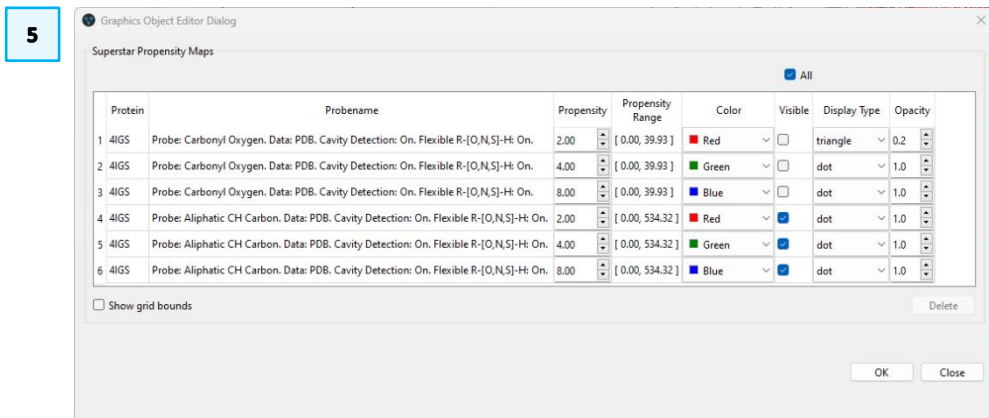 5
Graphics Object Editor Dialog
Superstar Propensity Maps
All
Protein Probename Propensity Propensity Range Color Visible Display Type Opacity
1 4IGS Probe: Carbonyl Oxygen. Data: PDB. Cavity Detection: On. Flexible R-[O,N,S]-H: On. 2.00 [ 0.00, 39.93 ] Red triangle 0.2
2 4IGS Probe: Carbonyl Oxygen. Data: PDB. Cavity Detection: On. Flexible R-[O,N,S]-H: On. 4.00 [ 0.00, 39.93 ] Green dot 1.0
3 4IGS Probe: Carbonyl Oxygen. Data: PDB. Cavity Detection: On. Flexible R-[O,N,S]-H: On. 8.00 [ 0.00, 39.93 ] Blue dot 1.0
4 4IGS Probe: Aliphatic CH Carbon. Data: PDB. Cavity Detection: On. Flexible R-[O,N,S]-H: On. 2.00 [ 0.00, 534.32 ] Red dot 1.0
5 4IGS Probe: Aliphatic CH Carbon. Data: PDB. Cavity Detection: On. Flexible R-[O,N,S]-H: On. 4.00 [ 0.00, 534.32 ] Green dot 1.0
6 4IGS Probe: Aliphatic CH Carbon. Data: PDB. Cavity Detection: On. Flexible R-[O,N,S]-H: On. 8.00 [ 0.00, 534.32 ] Blue dot 1.0
Show grid bounds Delete
OK Close